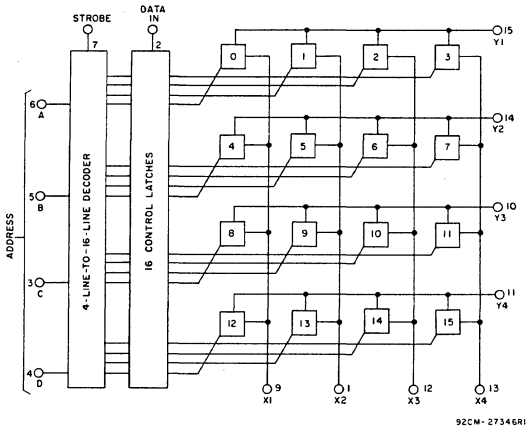 STROBE
7
DATA
IN
2
15
Y1
0
1
2
3
6
A
14
Y2
4
5
6
7
5
B
ADDRESS
4-LINE-TO-16-LINE DECODER
16 CONTROL LATCHES
10
Y3
8
9
10
11
3
C
11
Y4
12
13
14
15
4
D
9
X1
1
X2
12
X3
13
X4
92CM-27346R1